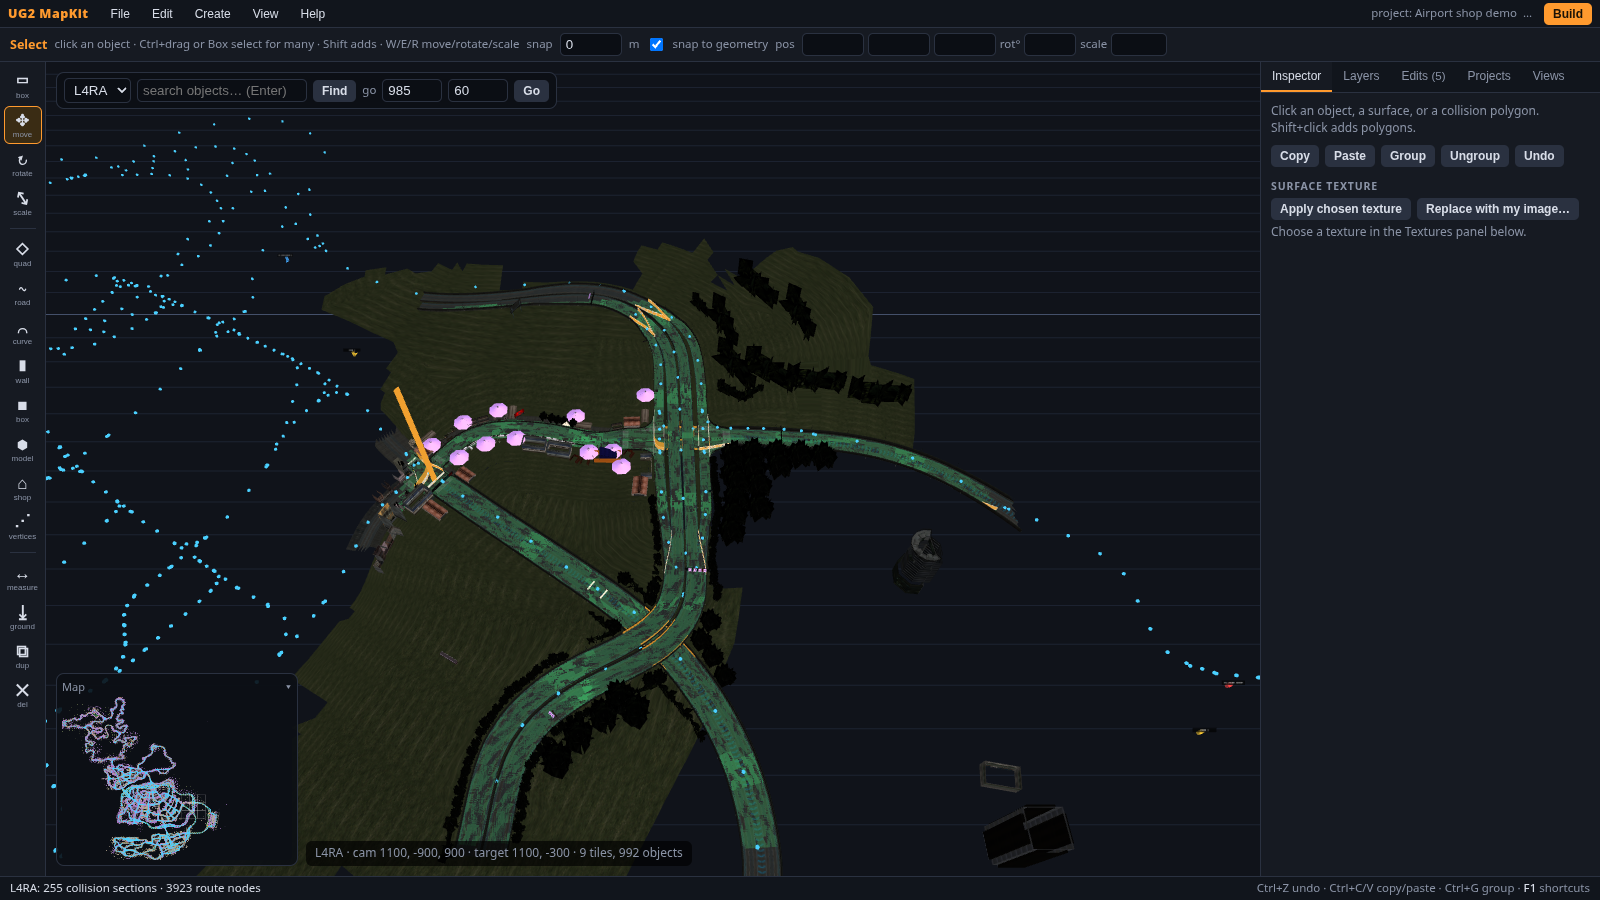 UG2 MapKit File Edit Create View Help project: Airport shop demo ... Build
Select click an object · Ctrl+drag or Box select for many · Shift adds · W/E/R move/rotate/scale snap 0 m snap to geometry pos rot° scale
L4RA search objects… (Enter) Find go 985 60 Go
box
move
rotate
scale
quad
road
curve
wall
box
model
shop
vertices
measure
ground
dup
del
Map
L4RA · cam 1100, -900, 900 · target 1100, -300 · 9 tiles, 992 objects
Inspector Layers Edits (5) Projects Views
Click an object, a surface, or a collision polygon.
Shift+click adds polygons.
Copy Paste Group Ungroup Undo
SURFACE TEXTURE
Apply chosen texture Replace with my image…
Choose a texture in the Textures panel below.
L4RA: 255 collision sections · 3923 route nodes
Ctrl+Z undo · Ctrl+C/V copy/paste · Ctrl+G group · F1 shortcuts